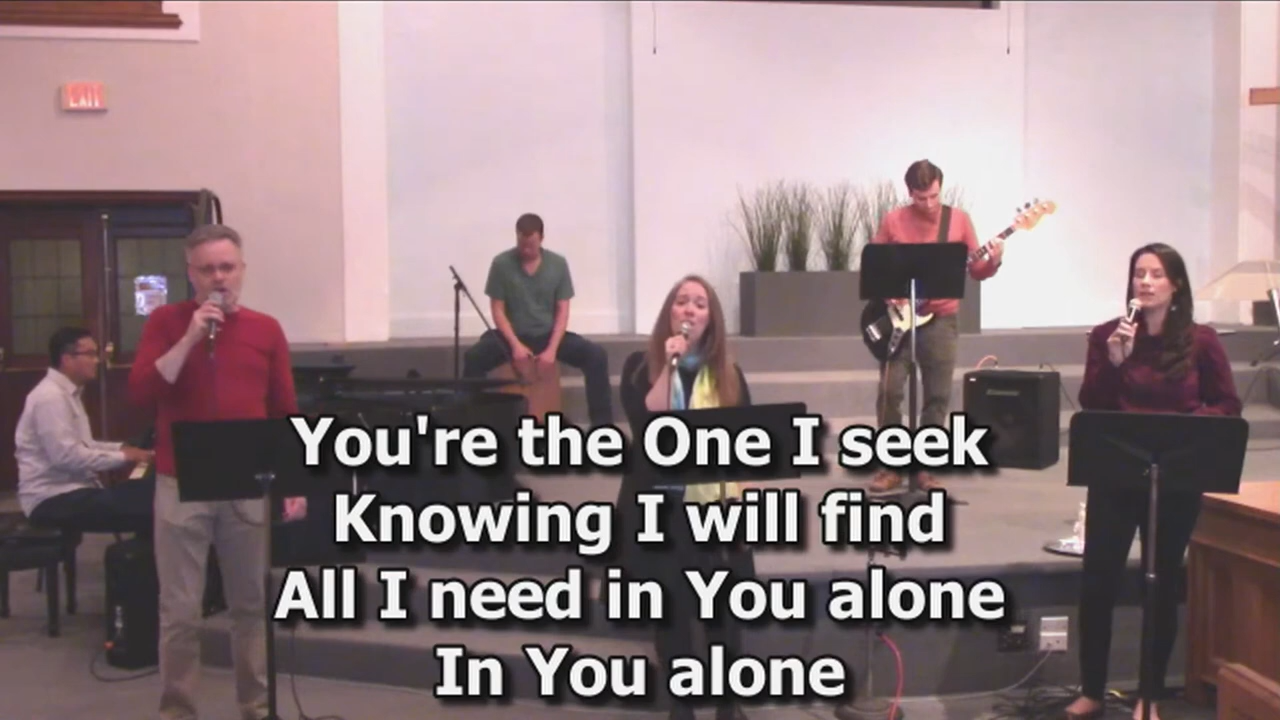 EXIT
You're the One I seek
Knowing I will find
All I need in You alone
In You alone